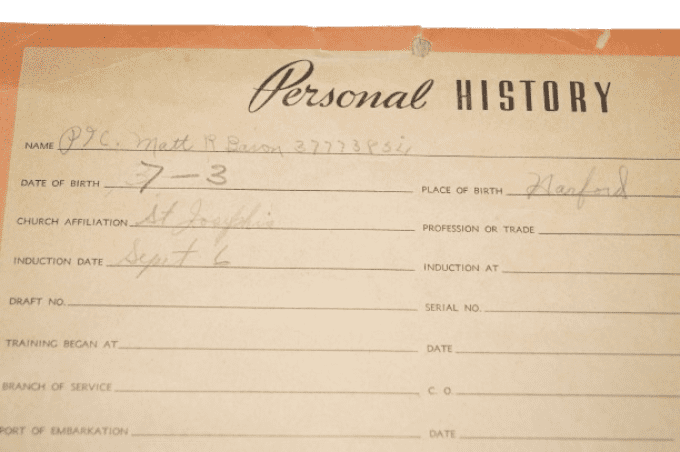 Personal HISTORY
NAME Pfc. Matt R Baron
DATE OF BIRTH 7-3 PLACE OF BIRTH Hanford
CHURCH AFFILIATION St Joseph's PROFESSION OR TRADE
INDUCTION DATE Sept 6 INDUCTION AT
DRAFT NO. SERIAL NO.
TRAINING BEGAN AT DATE
BRANCH OF SERVICE C. O.
PORT OF EMBARKATION DATE